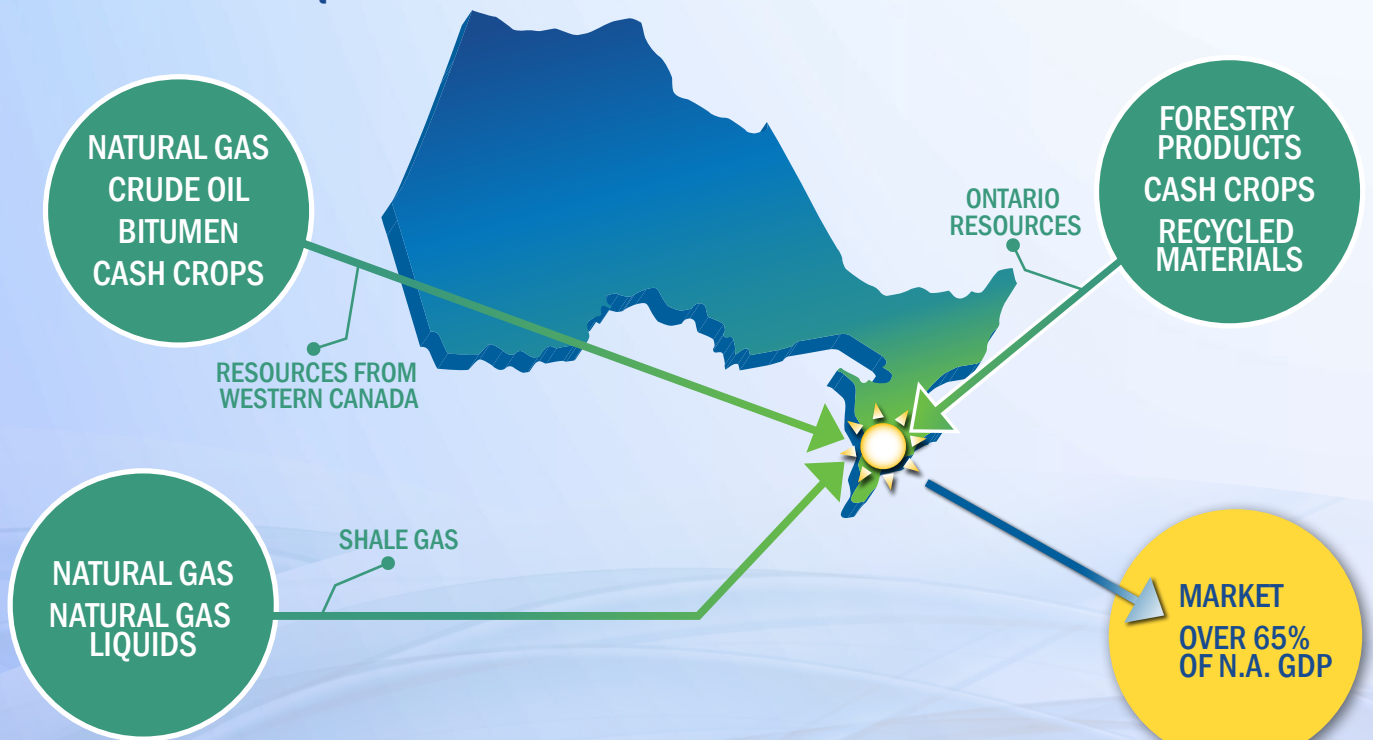 NATURAL GAS
CRUDE OIL
BITUMEN
CASH CROPS
RESOURCES FROM
WESTERN CANADA
FORESTRY
PRODUCTS
CASH CROPS
RECYCLED
MATERIALS
ONTARIO
RESOURCES
NATURAL GAS
NATURAL GAS
LIQUIDS
SHALE GAS
MARKET
OVER 65%
OF N.A. GDP